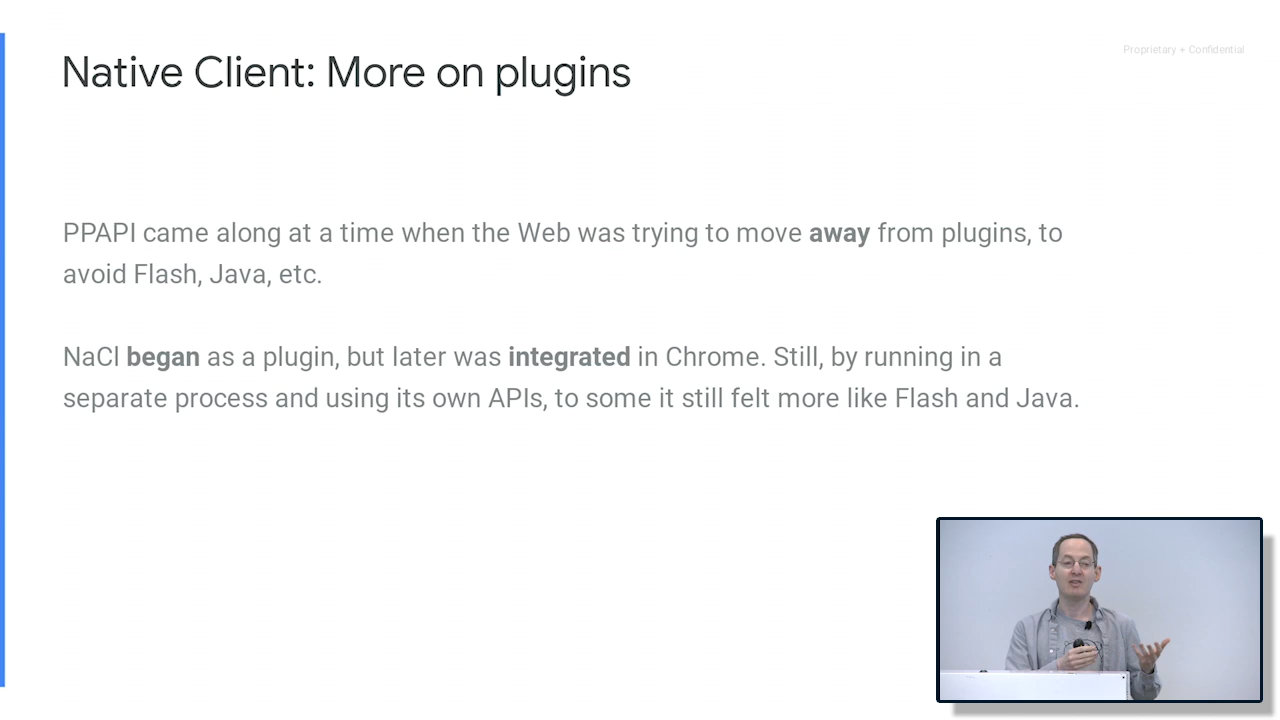 Native Client: More on plugins
Proprietary + Confidential
PPAPI came along at a time when the Web was trying to move away from plugins, to
avoid Flash, Java, etc.
NaCl began as a plugin, but later was integrated in Chrome. Still, by running in a
separate process and using its own APIs, to some it still felt more like Flash and Java.